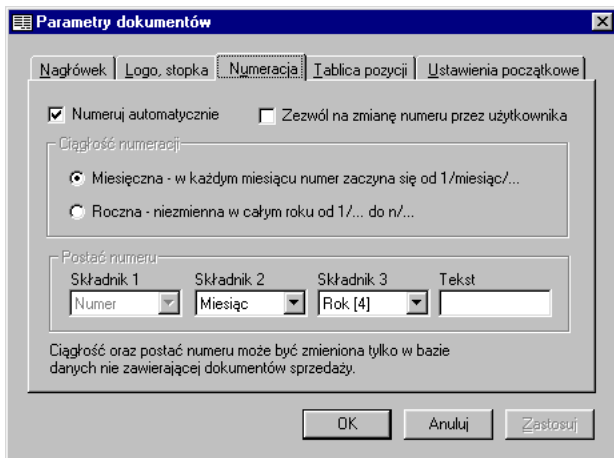 Parametry dokumentów
Nagłówek Logo, stopka Numeracja Tablica pozycji Ustawienia początkowe
Numeruj automatycznie Zezwól na zmianę numeru przez użytkownika
Ciągłość numeracji
Miesięczna - w każdym miesiącu numer zaczyna się od 1/miesiąc/...
Roczna - niezmienna w całym roku od 1/... do n/...
Postać numeru
Składnik 1 Składnik 2 Składnik 3 Tekst
Numer Miesiąc Rok [4]
Ciągłość oraz postać numeru może być zmieniona tylko w bazie
danych nie zawierającej dokumentów sprzedaży.
OK Anuluj Zastosuj